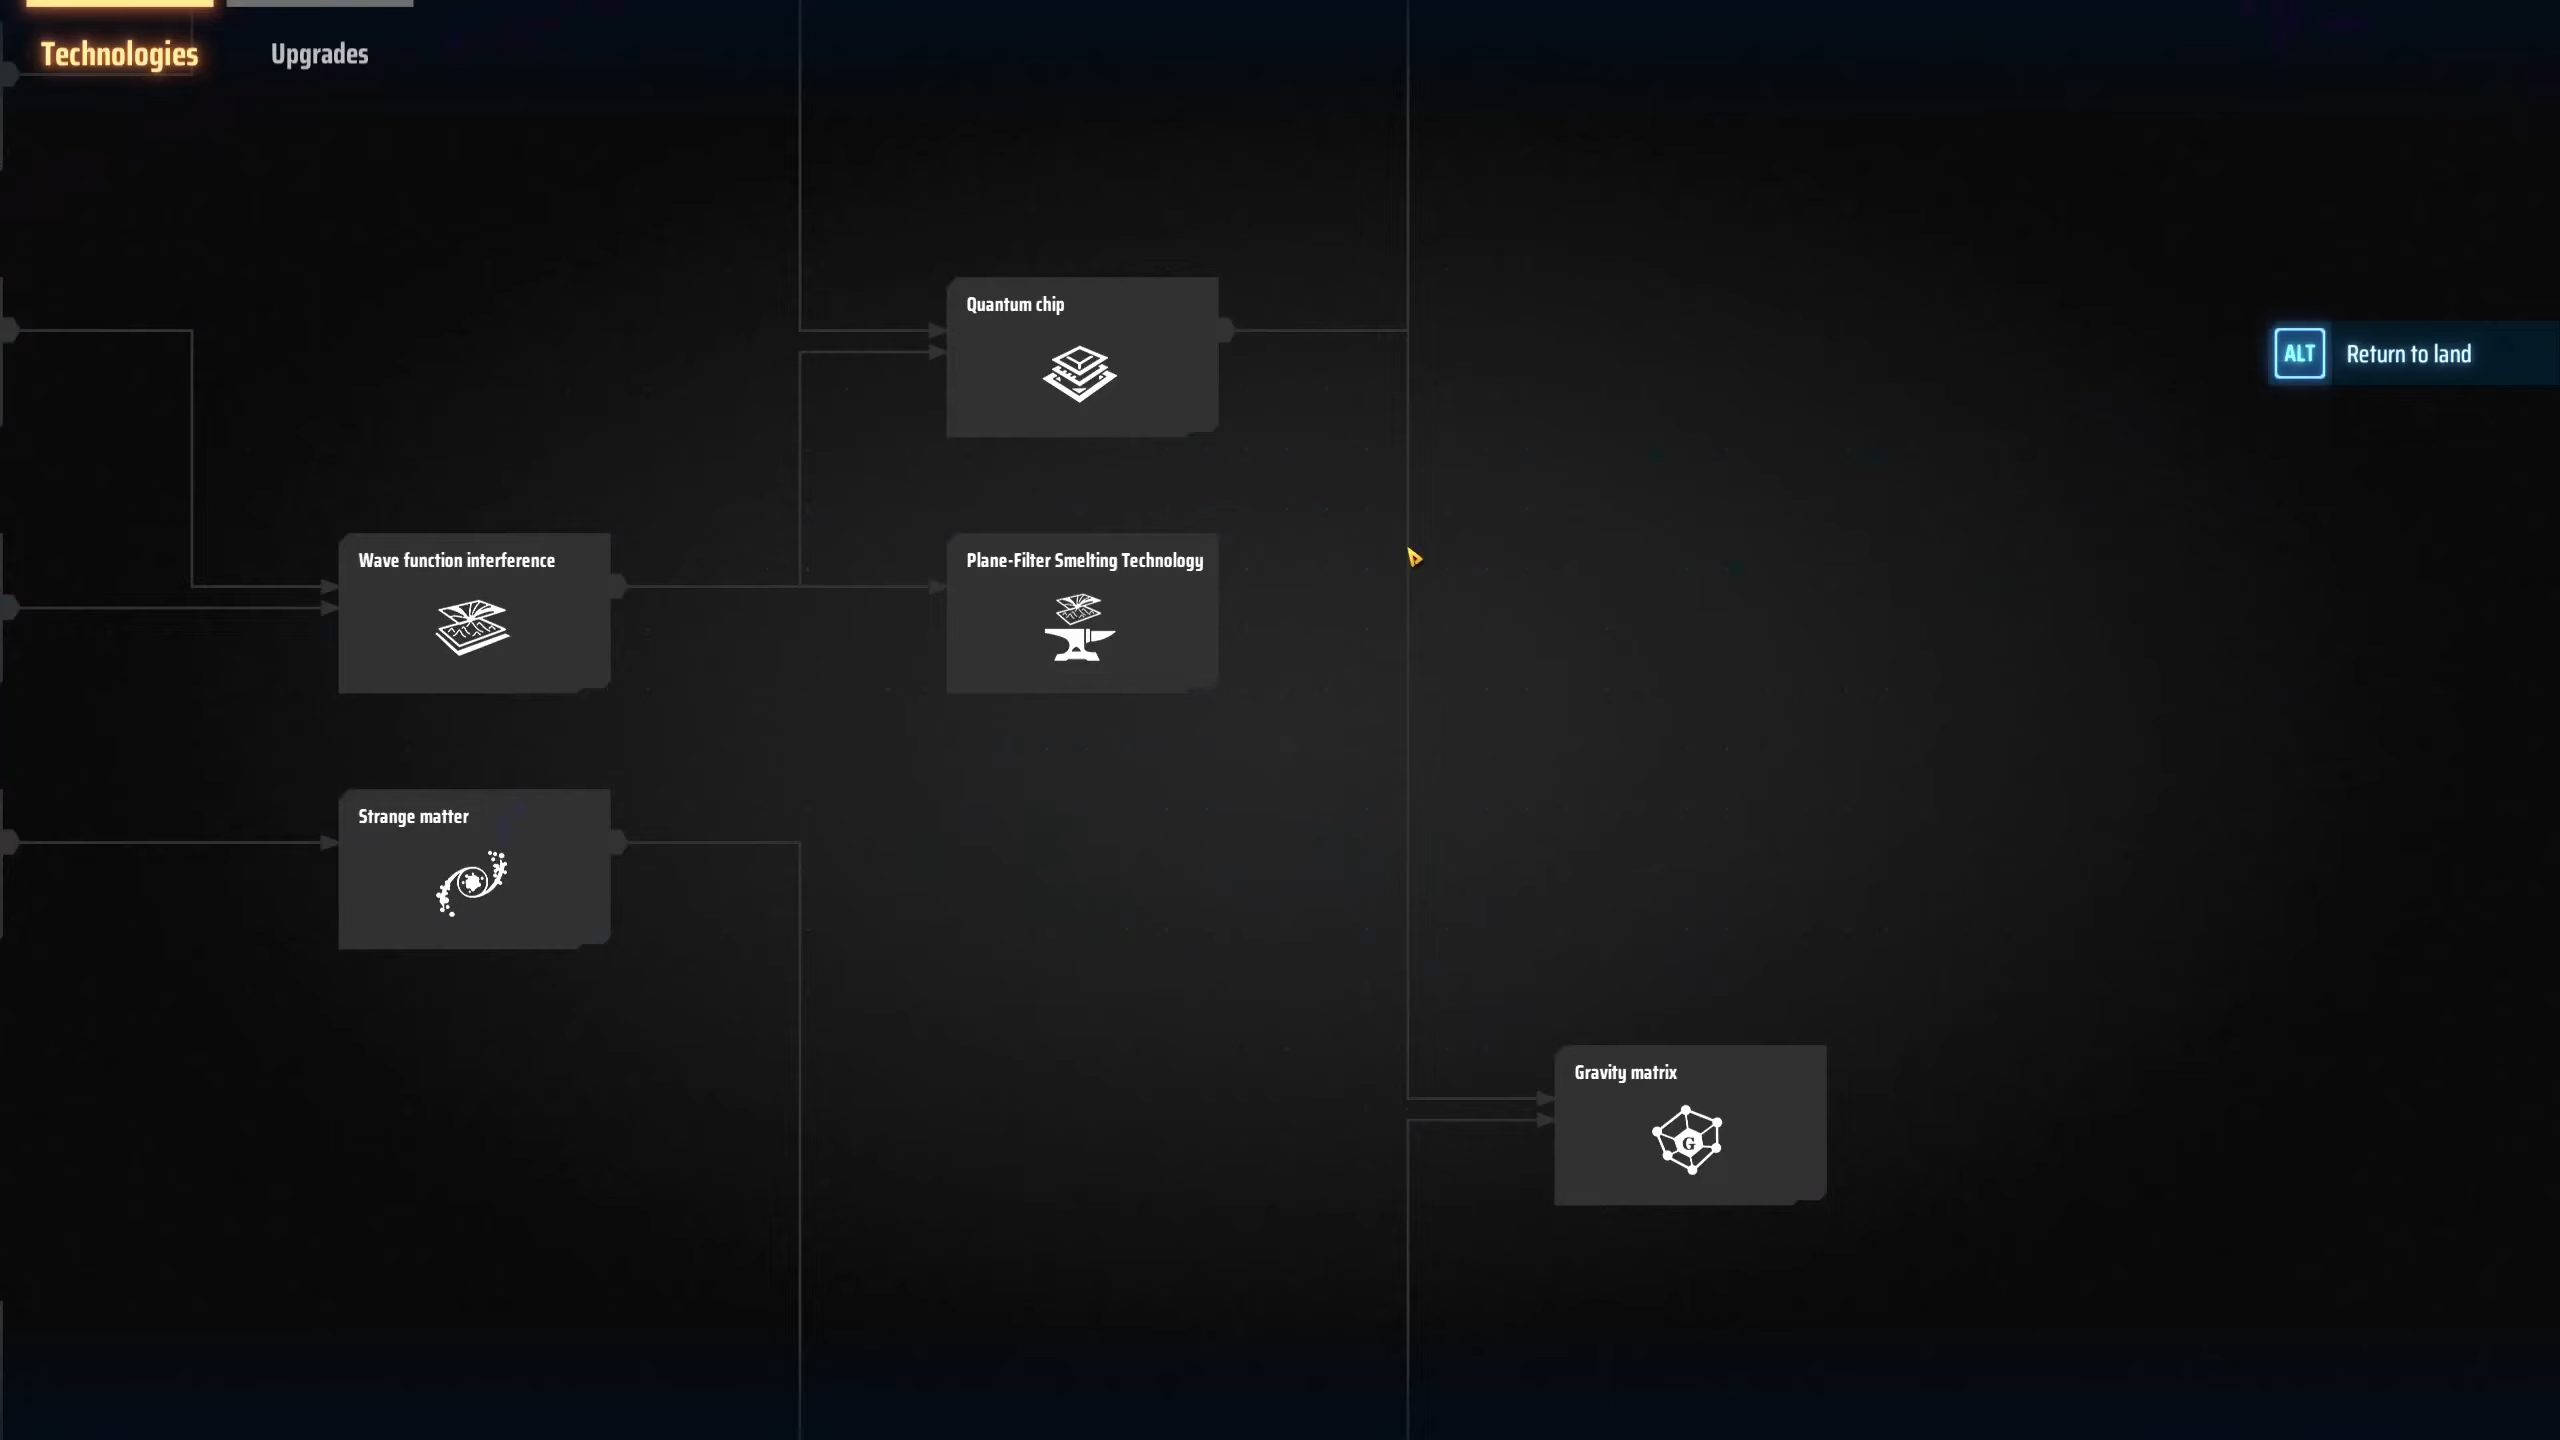 Technologies
Upgrades
Quantum chip
ALT
Return to land
Wave function interference
Plane-Filter Smelting Technology
Strange matter
Gravity matrix
G